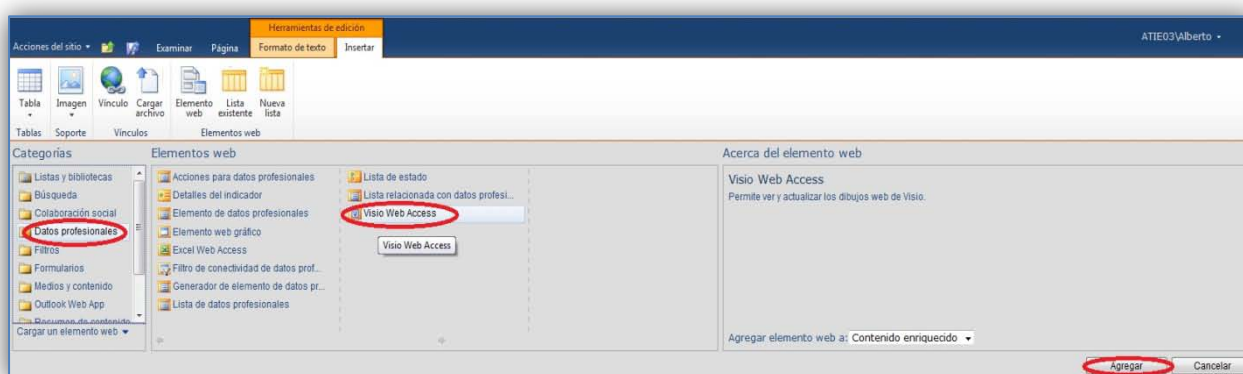 Herramientas de edición
Acciones del sitio
Examinar
Página
Formato de texto
Insertar
ATIE03\Alberto
Tabla
Imagen
Vínculo
Cargar archivo
Elemento web
Lista existente
Nueva lista
Tablas
Soporte
Vínculos
Elementos web
Categorías
Elementos web
Acerca del elemento web
Listas y bibliotecas
Búsqueda
Colaboración social
Datos profesionales
Filtros
Formularios
Medios y contenido
Outlook Web App
Resumen de contenido
Cargar un elemento web
Acciones para datos profesionales
Detalles del indicador
Elemento de datos profesionales
Elemento web gráfico
Excel Web Access
Filtro de conectividad de datos prof...
Generador de elemento de datos pr...
Lista de datos profesionales
Lista de estado
Lista relacionada con datos profesi...
Visio Web Access
Visio Web Access
Visio Web Access
Permite ver y actualizar los dibujos web de Visio.
Agregar elemento web a: Contenido enriquecido
Agregar
Cancelar